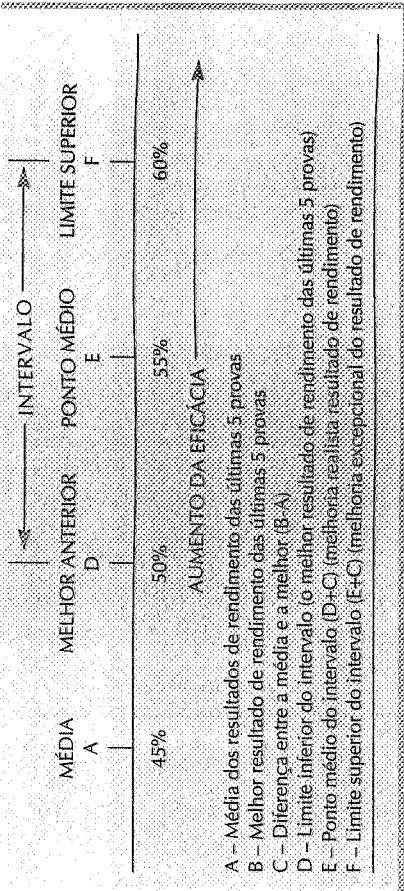 INTERVALO
MÉDIA MELHOR ANTERIOR PONTO MÉDIO LIMITE SUPERIOR
A D E F
45% 50% 55% 60%
AUMENTO DA EFICÁCIA
A – Média dos resultados de rendimento das últimas 5 provas
B – Melhor resultado de rendimento das últimas 5 provas
C – Diferença entre a média e a melhor (B-A)
D – Limite inferior do intervalo (o melhor resultado de rendimento das últimas 5 provas)
E – Ponto médio do intervalo (D+C) (melhoria realista resultado de rendimento)
F – Limite superior do intervalo (E+C) (melhoria excepcional do resultado de rendimento)